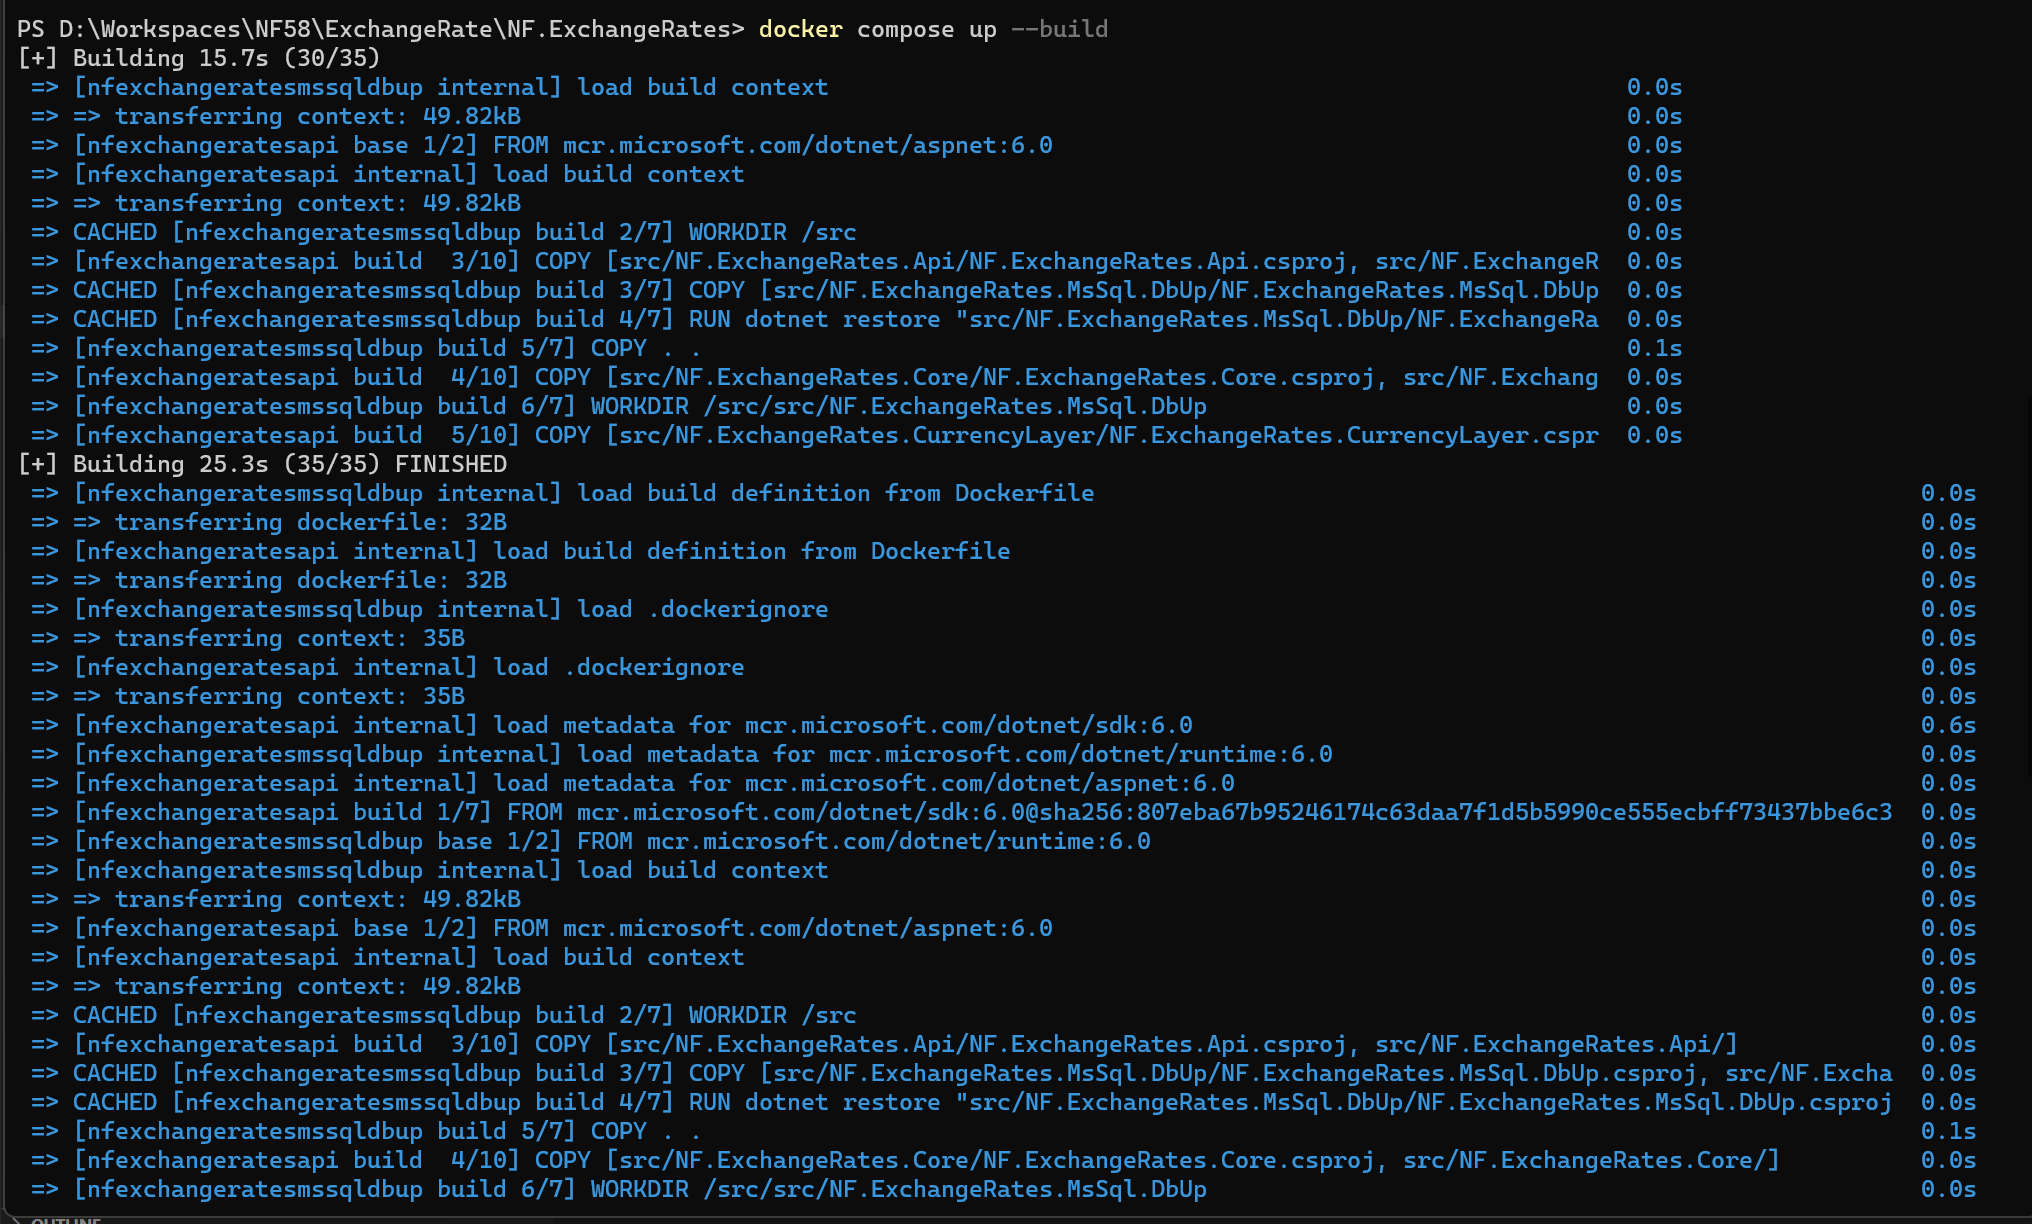 PS D:\Workspaces\NF58\ExchangeRate\NF.ExchangeRates> docker compose up --build
[+] Building 15.7s (30/35)
=> [nfexchangeratesmssqldbup internal] load build context 0.0s
=> => transferring context: 49.82kB 0.0s
=> [nfexchangeratesapi base 1/2] FROM mcr.microsoft.com/dotnet/aspnet:6.0 0.0s
=> [nfexchangeratesapi internal] load build context 0.0s
=> => transferring context: 49.82kB 0.0s
=> CACHED [nfexchangeratesmssqldbup build 2/7] WORKDIR /src 0.0s
=> [nfexchangeratesapi build  3/10] COPY [src/NF.ExchangeRates.Api/NF.ExchangeRates.Api.csproj, src/NF.ExchangeR 0.0s
=> CACHED [nfexchangeratesmssqldbup build 3/7] COPY [src/NF.ExchangeRates.MsSql.DbUp/NF.ExchangeRates.MsSql.DbUp 0.0s
=> CACHED [nfexchangeratesmssqldbup build 4/7] RUN dotnet restore "src/NF.ExchangeRates.MsSql.DbUp/NF.ExchangeRa 0.0s
=> [nfexchangeratesmssqldbup build 5/7] COPY . . 0.1s
=> [nfexchangeratesapi build  4/10] COPY [src/NF.ExchangeRates.Core/NF.ExchangeRates.Core.csproj, src/NF.Exchang 0.0s
=> [nfexchangeratesmssqldbup build 6/7] WORKDIR /src/src/NF.ExchangeRates.MsSql.DbUp 0.0s
=> [nfexchangeratesapi build  5/10] COPY [src/NF.ExchangeRates.CurrencyLayer/NF.ExchangeRates.CurrencyLayer.cspr 0.0s
[+] Building 25.3s (35/35) FINISHED
=> [nfexchangeratesmssqldbup internal] load build definition from Dockerfile 0.0s
=> => transferring dockerfile: 32B 0.0s
=> [nfexchangeratesapi internal] load build definition from Dockerfile 0.0s
=> => transferring dockerfile: 32B 0.0s
=> [nfexchangeratesmssqldbup internal] load .dockerignore 0.0s
=> => transferring context: 35B 0.0s
=> [nfexchangeratesapi internal] load .dockerignore 0.0s
=> => transferring context: 35B 0.0s
=> [nfexchangeratesapi internal] load metadata for mcr.microsoft.com/dotnet/sdk:6.0 0.6s
=> [nfexchangeratesmssqldbup internal] load metadata for mcr.microsoft.com/dotnet/runtime:6.0 0.0s
=> [nfexchangeratesapi internal] load metadata for mcr.microsoft.com/dotnet/aspnet:6.0 0.0s
=> [nfexchangeratesapi build 1/7] FROM mcr.microsoft.com/dotnet/sdk:6.0@sha256:807eba67b95246174c63daa7f1d5b5990ce555ecbff73437bbe6c3 0.0s
=> [nfexchangeratesmssqldbup base 1/2] FROM mcr.microsoft.com/dotnet/runtime:6.0 0.0s
=> [nfexchangeratesmssqldbup internal] load build context 0.0s
=> => transferring context: 49.82kB 0.0s
=> [nfexchangeratesapi base 1/2] FROM mcr.microsoft.com/dotnet/aspnet:6.0 0.0s
=> [nfexchangeratesapi internal] load build context 0.0s
=> => transferring context: 49.82kB 0.0s
=> CACHED [nfexchangeratesmssqldbup build 2/7] WORKDIR /src 0.0s
=> [nfexchangeratesapi build  3/10] COPY [src/NF.ExchangeRates.Api/NF.ExchangeRates.Api.csproj, src/NF.ExchangeRates.Api/] 0.0s
=> CACHED [nfexchangeratesmssqldbup build 3/7] COPY [src/NF.ExchangeRates.MsSql.DbUp/NF.ExchangeRates.MsSql.DbUp.csproj, src/NF.Excha 0.0s
=> CACHED [nfexchangeratesmssqldbup build 4/7] RUN dotnet restore "src/NF.ExchangeRates.MsSql.DbUp/NF.ExchangeRates.MsSql.DbUp.csproj 0.0s
=> [nfexchangeratesmssqldbup build 5/7] COPY . . 0.1s
=> [nfexchangeratesapi build  4/10] COPY [src/NF.ExchangeRates.Core/NF.ExchangeRates.Core.csproj, src/NF.ExchangeRates.Core/] 0.0s
=> [nfexchangeratesmssqldbup build 6/7] WORKDIR /src/src/NF.ExchangeRates.MsSql.DbUp 0.0s
OUTLINE